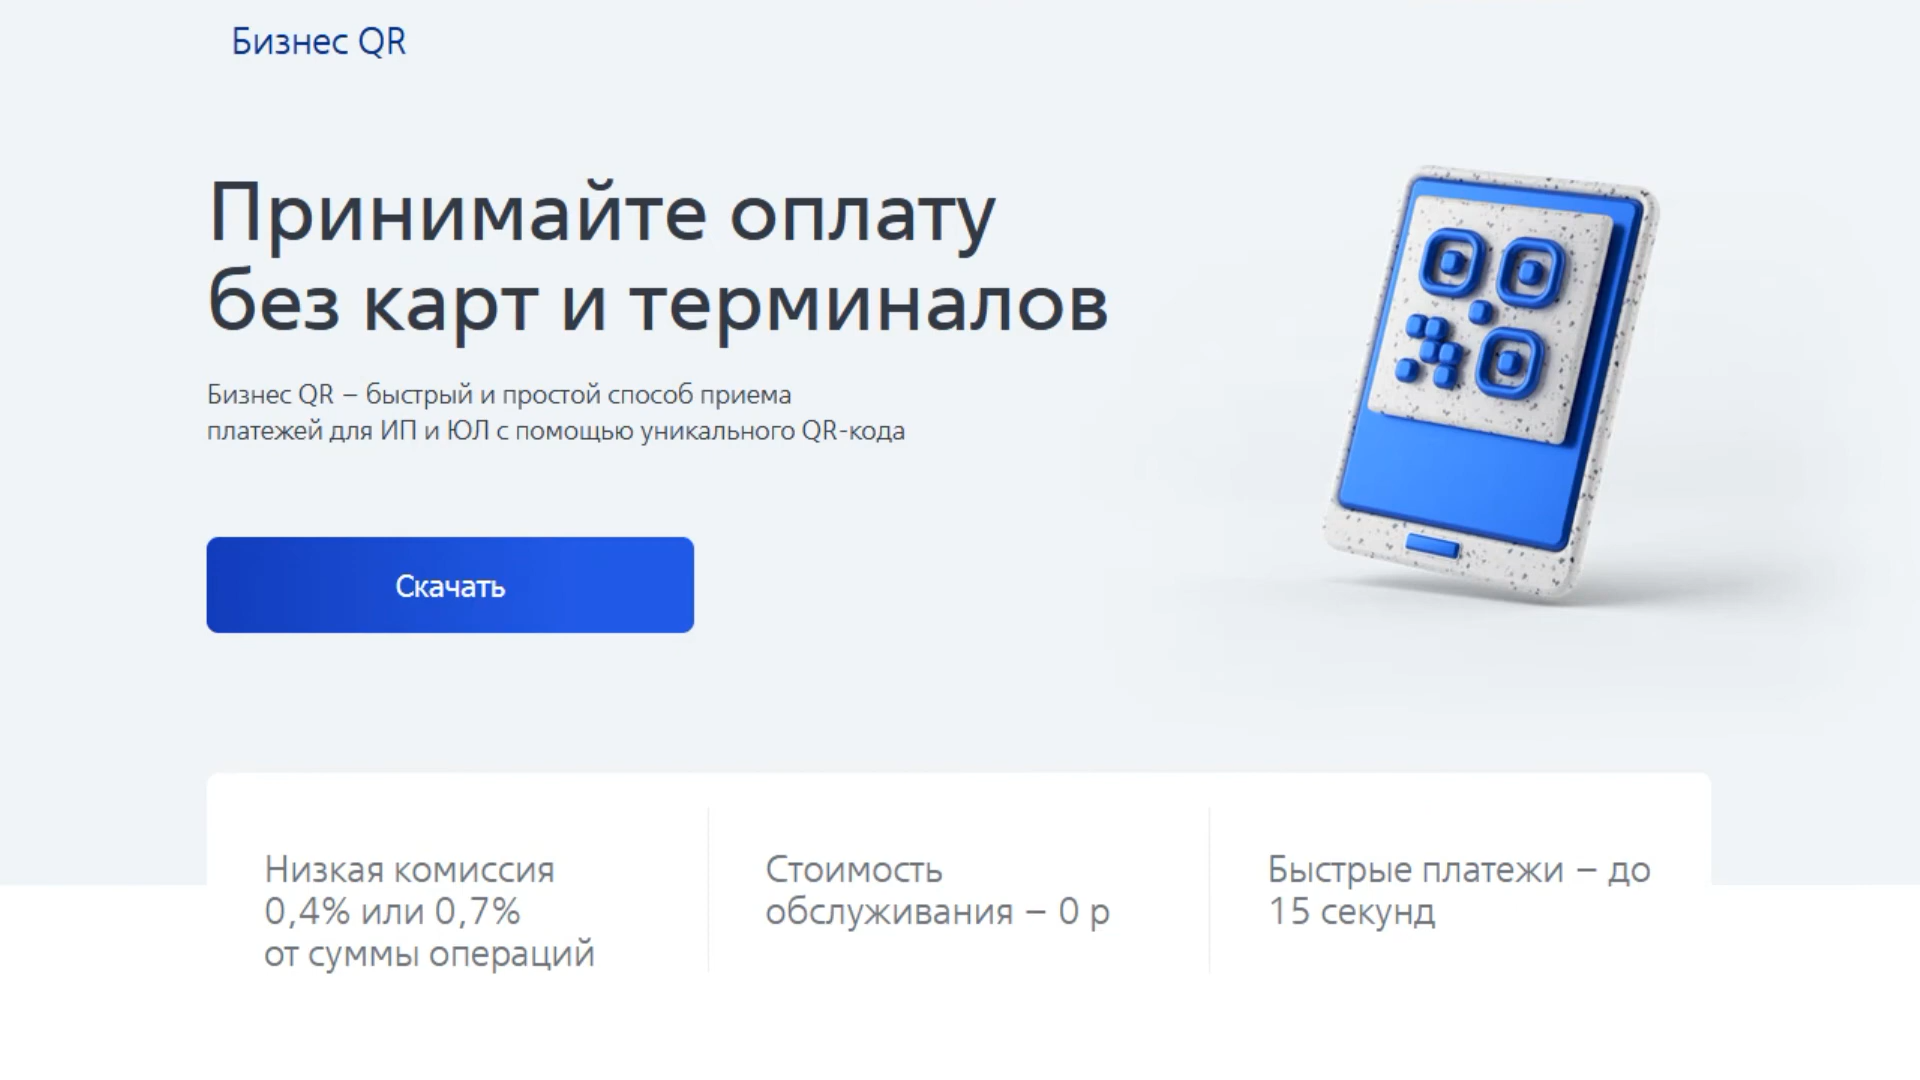 Бизнес QR
Принимайте оплату
без карт и терминалов
Бизнес QR – быстрый и простой способ приема
платежей для ИП и ЮЛ с помощью уникального QR-кода
Скачать
Низкая комиссия
0,4% или 0,7%
от суммы операций
Стоимость
обслуживания – 0 р
Быстрые платежи – до
15 секунд